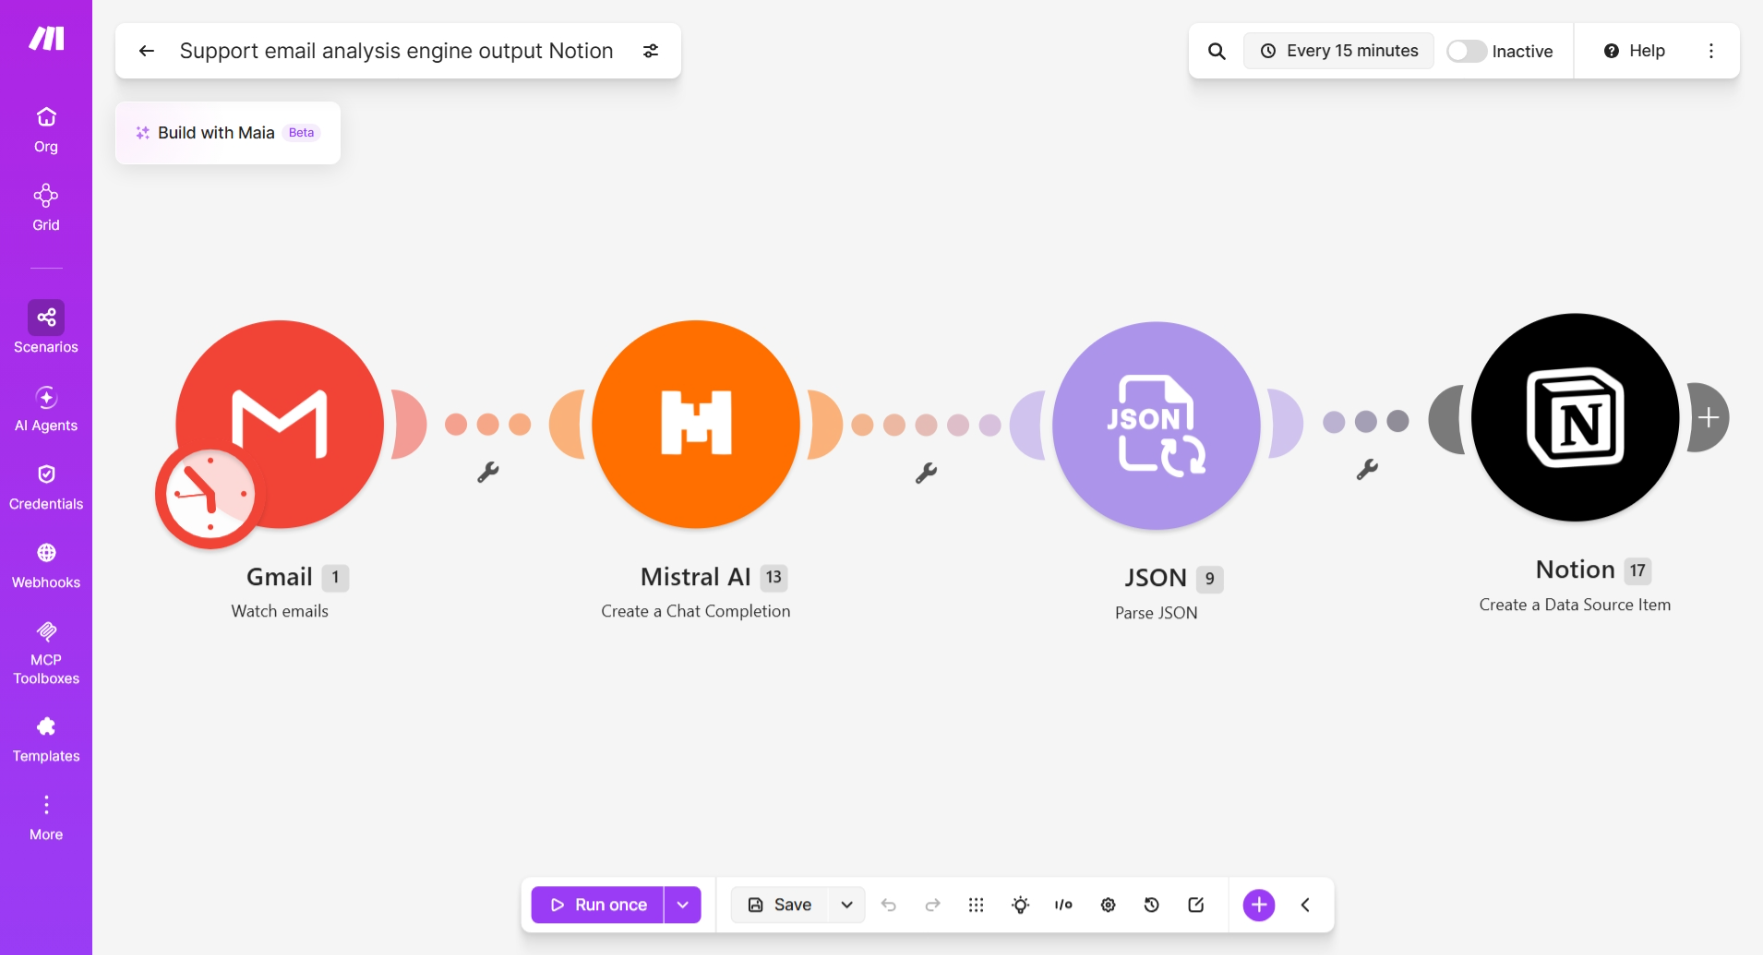 Support email analysis engine output Notion
Every 15 minutes
Inactive
Help
Build with Maia Beta
Org
Grid
Scenarios
AI Agents
Credentials
Webhooks
MCP
Toolboxes
Templates
More
JSON
N
Gmail 1
Watch emails
Mistral AI 13
Create a Chat Completion
JSON 9
Parse JSON
Notion 17
Create a Data Source Item
Run once
Save
I/O